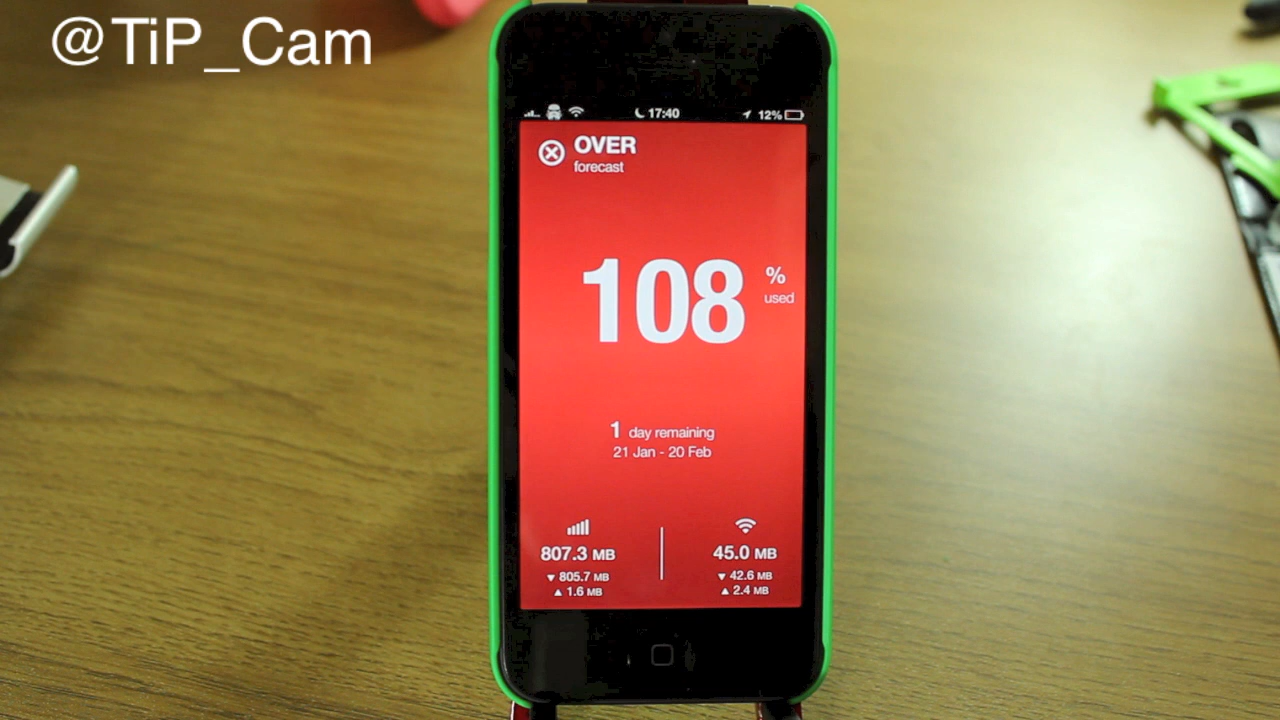 @TiP_Cam
17:40
12%
OVER
forecast
108
%
used
1 day remaining
21 Jan - 20 Feb
807.3 MB
▼ 805.7 MB
▲ 1.6 MB
45.0 MB
▼ 42.6 MB
▲ 2.4 MB